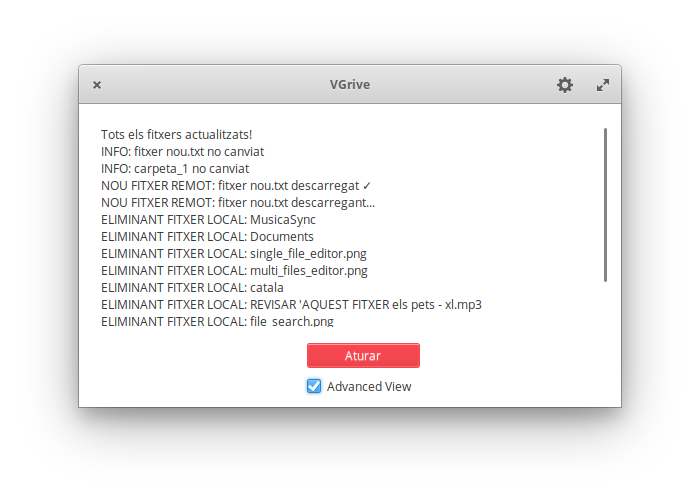 VGrive
Tots els fitxers actualitzats!
INFO: fitxer nou.txt no canviat
INFO: carpeta_1 no canviat
NOU FITXER REMOT: fitxer nou.txt descarregat ✓
NOU FITXER REMOT: fitxer nou.txt descarregant...
ELIMINANT FITXER LOCAL: MusicaSync
ELIMINANT FITXER LOCAL: Documents
ELIMINANT FITXER LOCAL: single_file_editor.png
ELIMINANT FITXER LOCAL: multi_files_editor.png
ELIMINANT FITXER LOCAL: catala
ELIMINANT FITXER LOCAL: REVISAR 'AQUEST FITXER els pets - xl.mp3
ELIMINANT FITXER LOCAL: file_search.png
Aturar
Advanced View